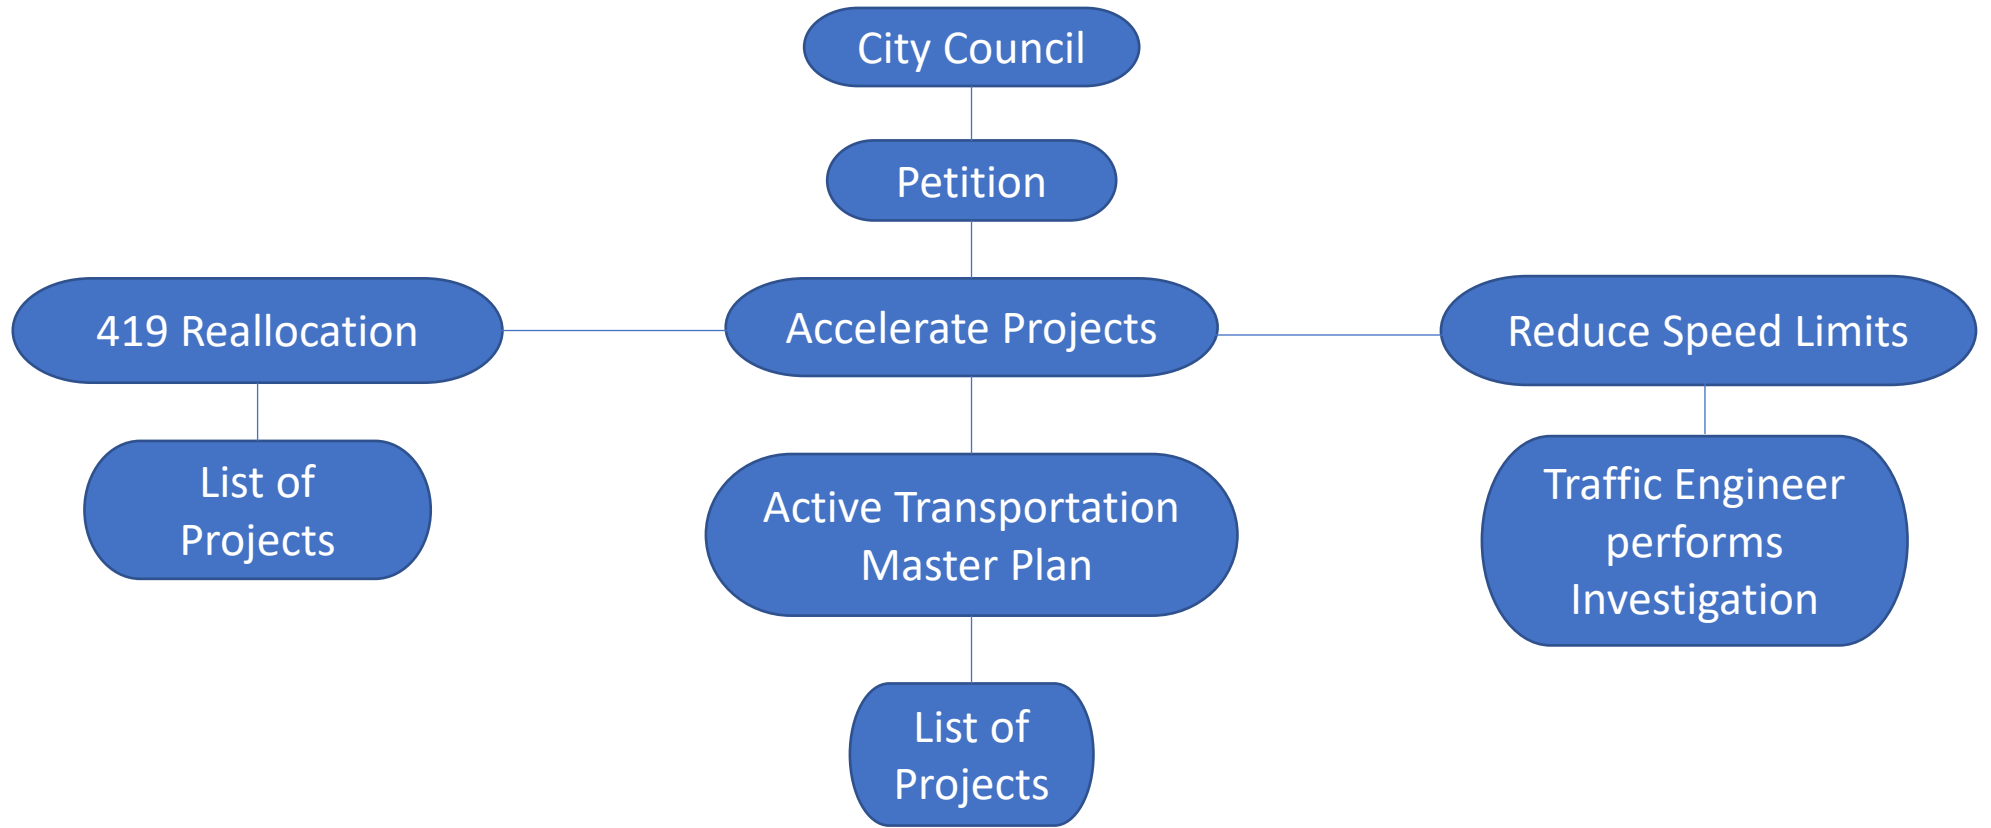 City Council
Petition
419 Reallocation
Accelerate Projects
Reduce Speed Limits
List of
Projects
Active Transportation
Master Plan
Traffic Engineer
performs
Investigation
List of
Projects